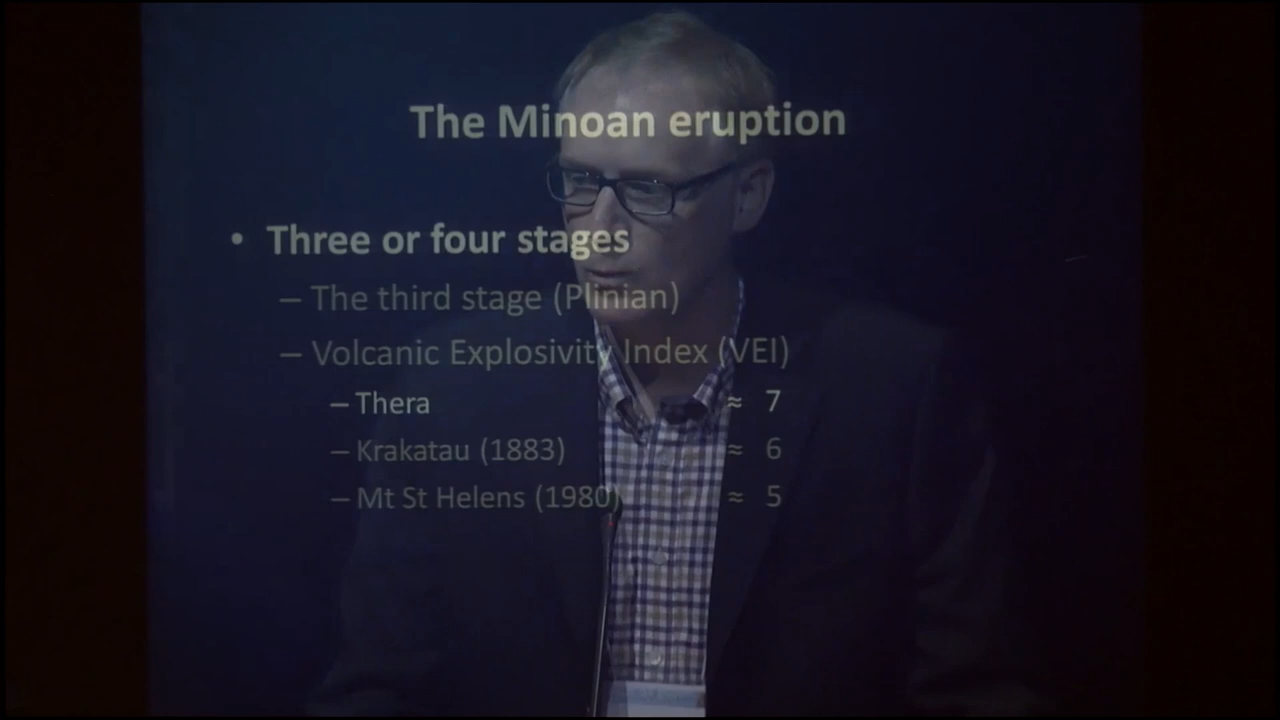 The Minoan eruption
• Three or four stages
– The third stage (Plinian)
– Volcanic Explosivity Index (VEI)
– Thera ≈ 7
– Krakatau (1883) ≈ 6
– Mt St Helens (1980) ≈ 5